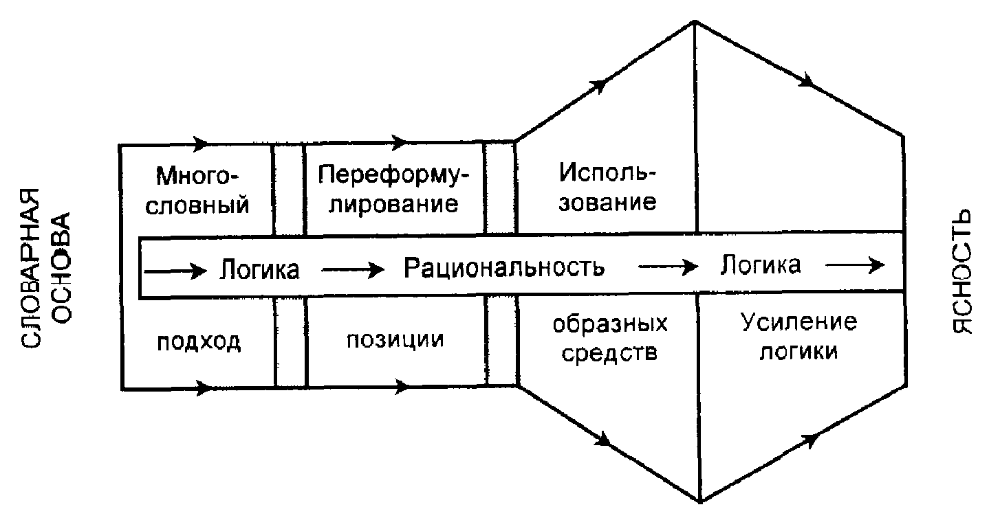 СЛОВАРНАЯ
ОСНОВА
Много-
словный
Переформу-
лирование
Исполь-
зование
Логика
Рациональность
Логика
подход
позиции
образных
средств
Усиление
логики
ЯСНОСТЬ